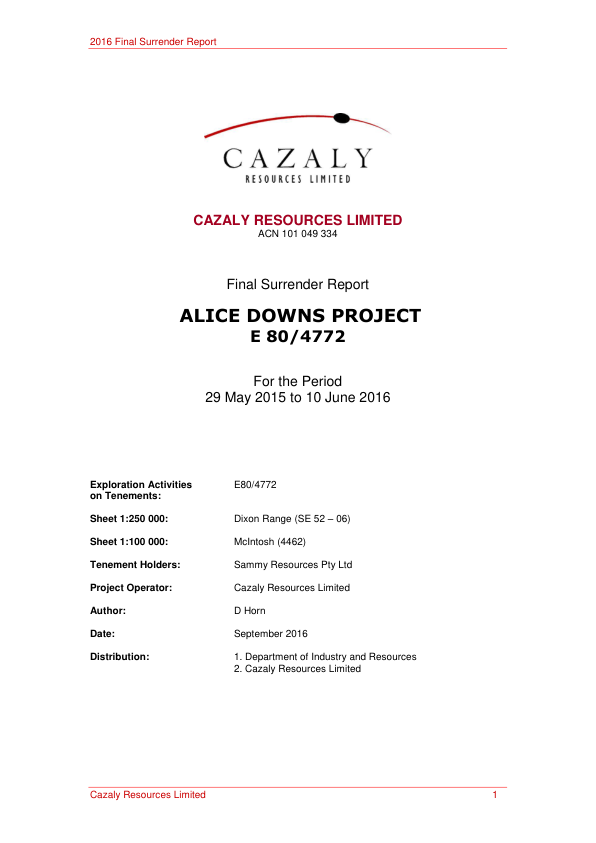 2016 Final Surrender Report
CAZALY
RESOURCES LIMITED
CAZALY RESOURCES LIMITED
ACN 101 049 334
Final Surrender Report
ALICE DOWNS PROJECT
E 80/4772
For the Period
29 May 2015 to 10 June 2016
Exploration Activities E80/4772
on Tenements:
Sheet 1:250 000: Dixon Range (SE 52 – 06)
Sheet 1:100 000: McIntosh (4462)
Tenement Holders: Sammy Resources Pty Ltd
Project Operator: Cazaly Resources Limited
Author: D Horn
Date: September 2016
Distribution: 1. Department of Industry and Resources
2. Cazaly Resources Limited
Cazaly Resources Limited 1